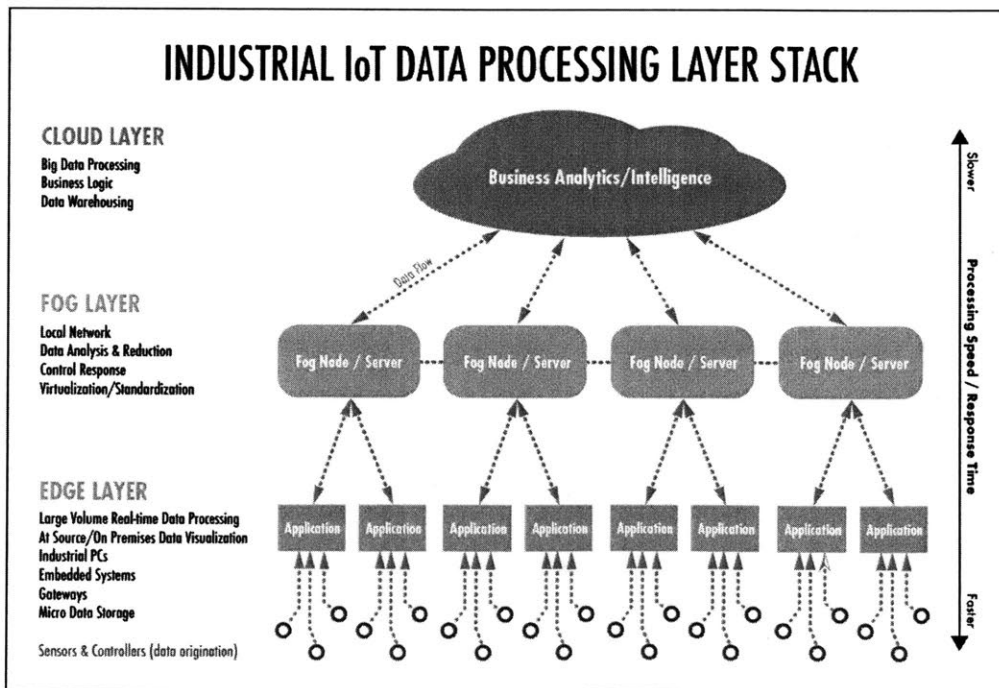 INDUSTRIAL IoT DATA PROCESSING LAYER STACK
CLOUD LAYER
Big Data Processing
Business Logic
Data Warehousing
Business Analytics/Intelligence
Data Flow
FOG LAYER
Local Network
Data Analysis & Reduction
Control Response
Virtualization/Standardization
Fog Node / Server
Fog Node / Server
Fog Node / Server
Fog Node / Server
EDGE LAYER
Large Volume Real-time Data Processing
At Source/On Premises Data Visualization
Industrial PCs
Embedded Systems
Gateways
Micro Data Storage
Application
Application
Application
Application
Application
Application
Application
Application
Sensors & Controllers (data origination)
Slower
Processing Speed / Response Time
Faster